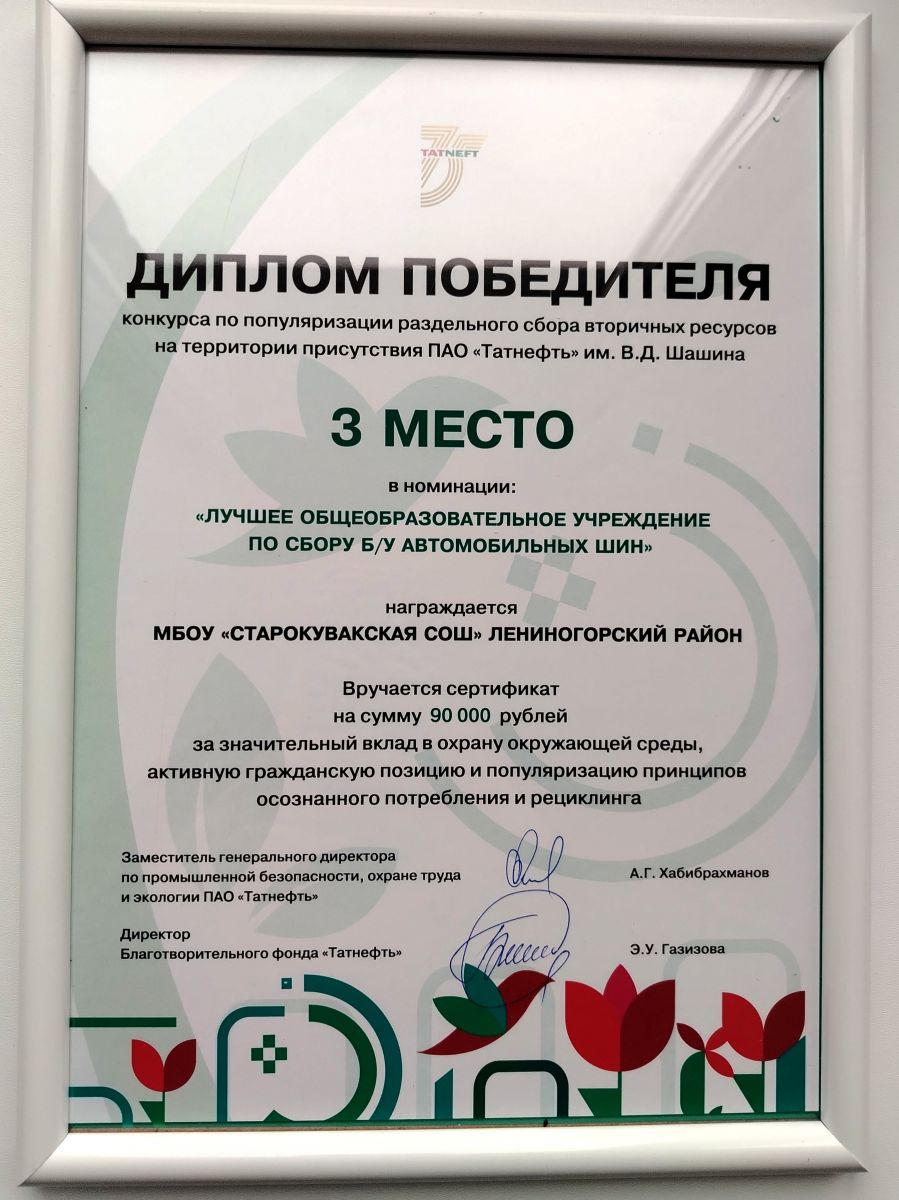 TATNEFT
ДИПЛОМ ПОБЕДИТЕЛЯ
конкурса по популяризации раздельного сбора вторичных ресурсов
на территории присутствия ПАО «Татнефть» им. В.Д. Шашина
3 МЕСТО
в номинации:
«ЛУЧШЕЕ ОБЩЕОБРАЗОВАТЕЛЬНОЕ УЧРЕЖДЕНИЕ
ПО СБОРУ Б/У АВТОМОБИЛЬНЫХ ШИН»
награждается
МБОУ «СТАРОКУВАКСКАЯ СОШ» ЛЕНИНОГОРСКИЙ РАЙОН
Вручается сертификат
на сумму 90 000 рублей
за значительный вклад в охрану окружающей среды,
активную гражданскую позицию и популяризацию принципов
осознанного потребления и рециклинга
Заместитель генерального директора
по промышленной безопасности, охране труда
и экологии ПАО «Татнефть»
А.Г. Хабибрахманов
Директор
Благотворительного фонда «Татнефть»
Э.У. Газизова